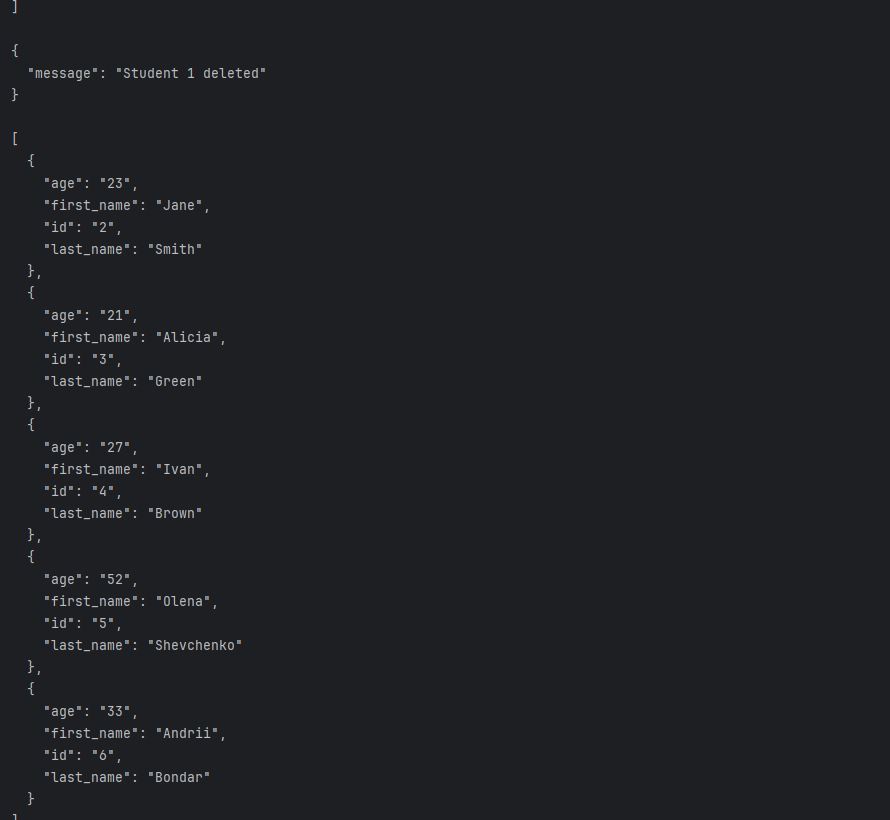 ]
{
"message": "Student 1 deleted"
}
[
{
"age": "23",
"first_name": "Jane",
"id": "2",
"last_name": "Smith"
},
{
"age": "21",
"first_name": "Alicia",
"id": "3",
"last_name": "Green"
},
{
"age": "27",
"first_name": "Ivan",
"id": "4",
"last_name": "Brown"
},
{
"age": "52",
"first_name": "Olena",
"id": "5",
"last_name": "Shevchenko"
},
{
"age": "33",
"first_name": "Andrii",
"id": "6",
"last_name": "Bondar"
}
]